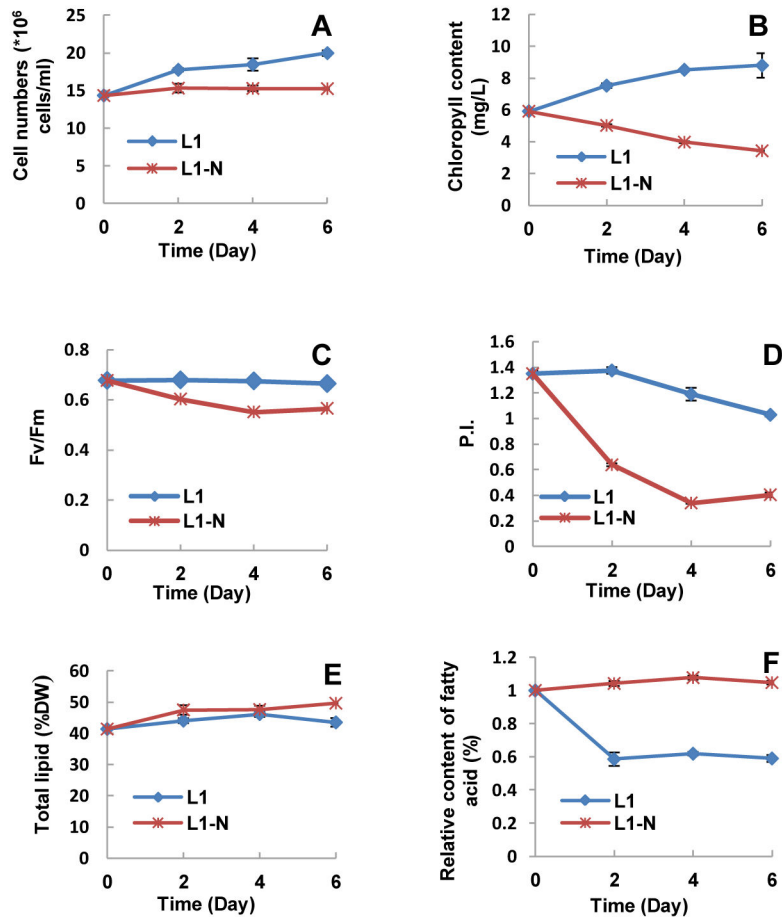 A
Cell numbers (*10⁶
cells/ml)
25
20
15
10
5
0
L1
L1-N
0 2 4 6
Time (Day)
B
Chloropyll content
(mg/L)
12
10
8
6
4
2
0
L1
L1-N
0 2 4 6
Time (Day)
C
Fv/Fm
0.8
0.6
0.4
0.2
0
L1
L1-N
0 2 4 6
Time (Day)
D
P.I.
1.6
1.4
1.2
1
0.8
0.6
0.4
0.2
0
L1
L1-N
0 2 4 6
Time (Day)
E
Total lipid (%DW)
60
50
40
30
20
10
0
L1
L1-N
0 2 4 6
Time (Day)
F
Relative content of fatty
acid (%)
1.2
1
0.8
0.6
0.4
0.2
0
L1
L1-N
0 2 4 6
Time (Day)